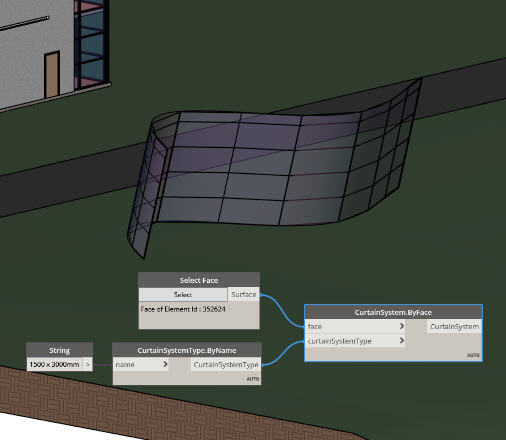 Select Face
Select
Surface
Face of Element Id : 352624
CurtainSystem.ByFace
face
>
CurtainSystem
curtainSystemType
>
AUTO
String
1500 x 3000mm
>
CurtainSystemType.ByName
name
>
CurtainSystemType
AUTO